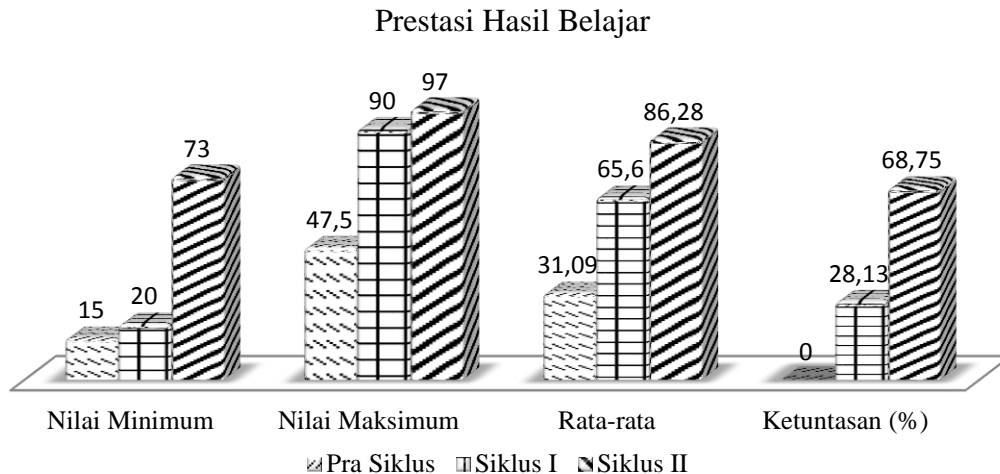 Prestasi Hasil Belajar
15 20 73
47,5 90 97
31,09 65,6 86,28
0 28,13 68,75
Nilai Minimum Nilai Maksimum Rata-rata Ketuntasan (%)
Pra Siklus Siklus I Siklus II